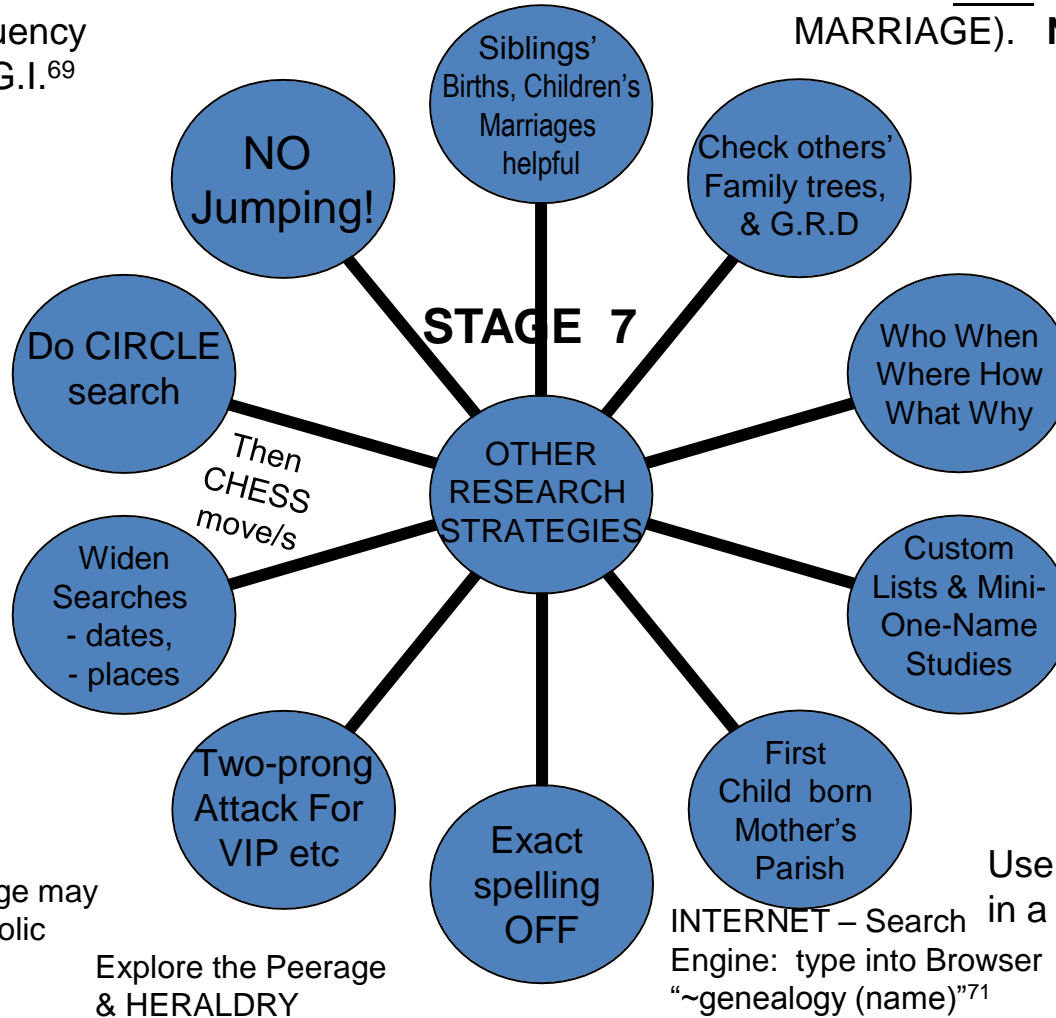 uency
G.I.69
MARRIAGE).
Siblings’
Births, Children’s
Marriages
helpful
NO
Jumping!
Check others’
Family trees,
& G.R.D
STAGE 7
Do CIRCLE
search
Who When
Where How
What Why
Then
CHESS
move/s
OTHER
RESEARCH
STRATEGIES
Widen
Searches
- dates,
- places
Custom
Lists & Mini-
One-Name
Studies
Two-prong
Attack For
VIP etc
Exact
spelling
OFF
First
Child born
Mother’s
Parish
Use
in a
ge may
olic
Explore the Peerage
& HERALDRY
INTERNET – Search
Engine: type into Browser
“~genealogy (name)”71